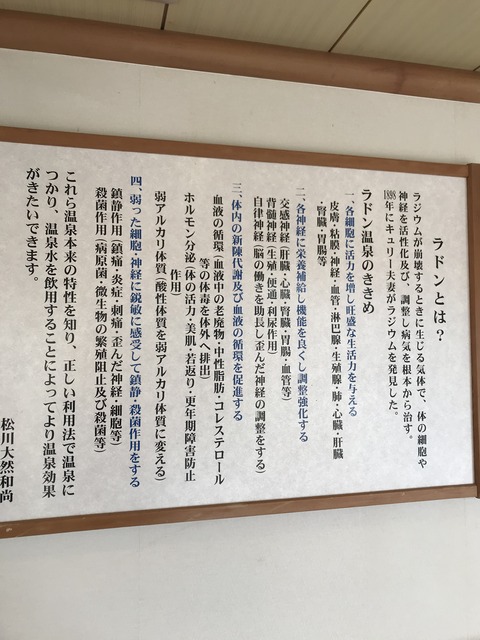 ラドンとは？
ラジウムが崩壊するときに生じる気体で、体の細胞や
神経を活性化及び、調整し病気を根本から治す。
1898年にキュリー夫妻がラジウムを発見した。
ラドン温泉のききめ
一、各細胞に活力を増し旺盛な生活力を与える
皮膚・粘膜・神経・血管・淋巴腺・生殖腺・肺・心臓・肝臓
・腎臓・胃腸等
二、各神経に栄養補給し機能を良くし調整強化する
交感神経（肝臓・心臓・腎臓・胃腸・血管等）
背髄神経（生殖・便通・利尿作用）
自律神経（脳の働きを助長し歪んだ神経の調整をする）
三、体内の新陳代謝及び血液の循環を促進する
血液の循環（血液中の老廃物・中性脂肪・コレステロール
等の体毒を体外へ排出）
ホルモン分泌（体の活力・美肌・若返り・更年期障害防止
作用）
弱アルカリ体質（酸性体質を弱アルカリ体質に変える）
四、弱った細胞・神経に鋭敏に感受して鎮静・殺菌作用をする
鎮静作用（鎮痛・炎症・刺痛・歪んだ神経・細胞等）
殺菌作用（病原菌・微生物の繁殖阻止及び殺菌等）
これら温泉本来の特性を知り、正しい利用法で温泉に
つかり、温泉水を飲用することによってより温泉効果
がきたいできます。
松川大然和尚